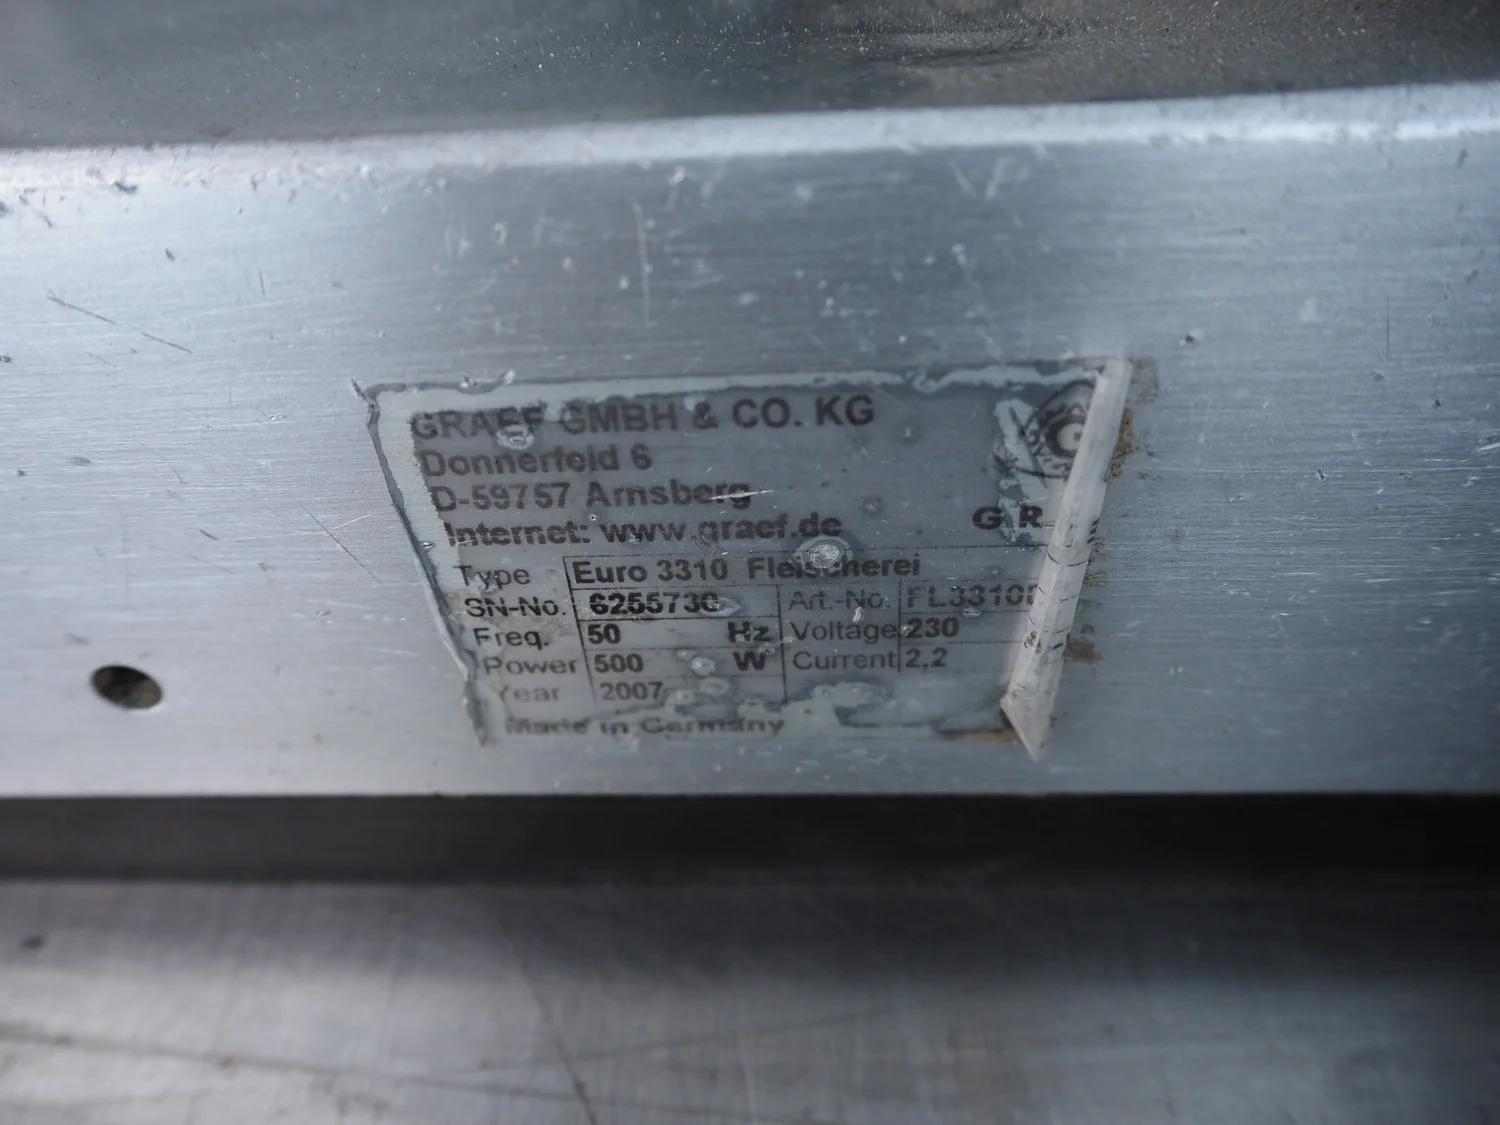 GRAEF GMBH & CO. KG
Donnerfeld 6
D-59757 Arnsberg
Internet: www.graef.de
Type Euro 3310 Fleischerei
SN-No. 6255730 Art.-No.
Freq. 50 Hz Voltage 230
Power 500 W Current 2,2
Year 2007
Made in Germany